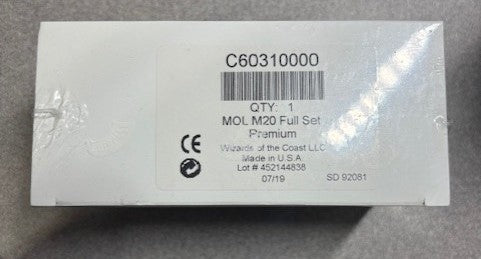 C60310000
QTY: 1
MOL M20 Full Set
Premium
Wizards of the Coast LLC
Made in U.S.A.
Lot # 452144838
07/19 SD 92081
CE